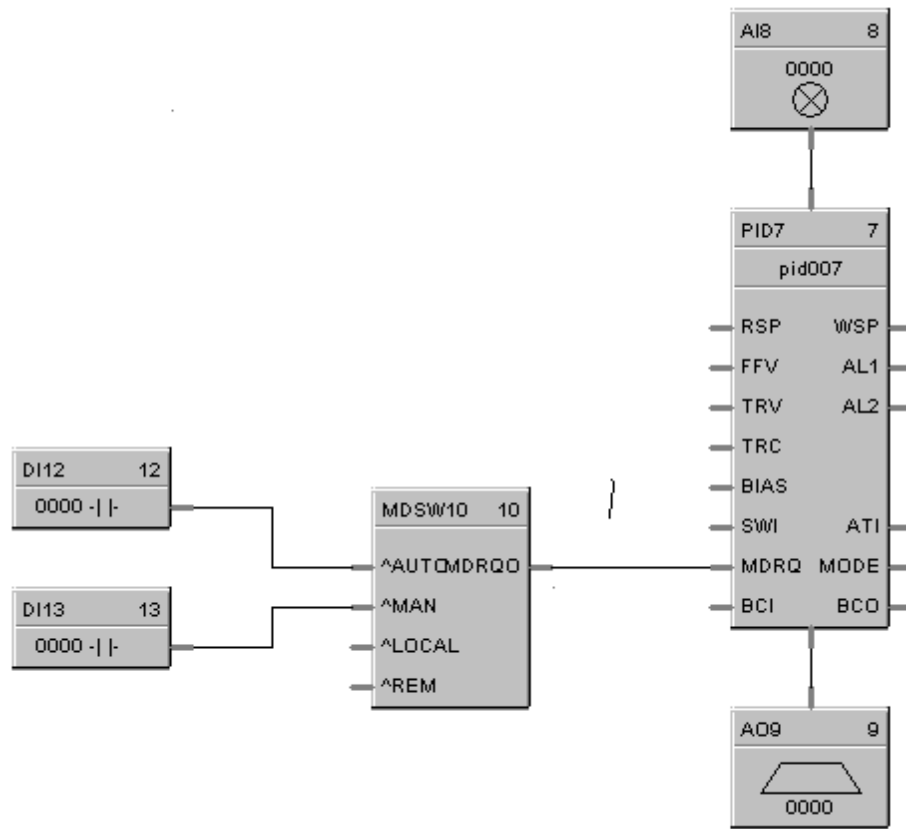 AI8 8
0000
PID7 7
pid007
RSP WSP
FFV AL1
TRV AL2
TRC
BIAS
SWI ATI
MDRQ MODE
BCI BCO
DI12 12
0000 -| |-
MDSW10 10
^AUTOMDRQO
^MAN
^LOCAL
^REM
DI13 13
0000 -| |-
AO9 9
0000